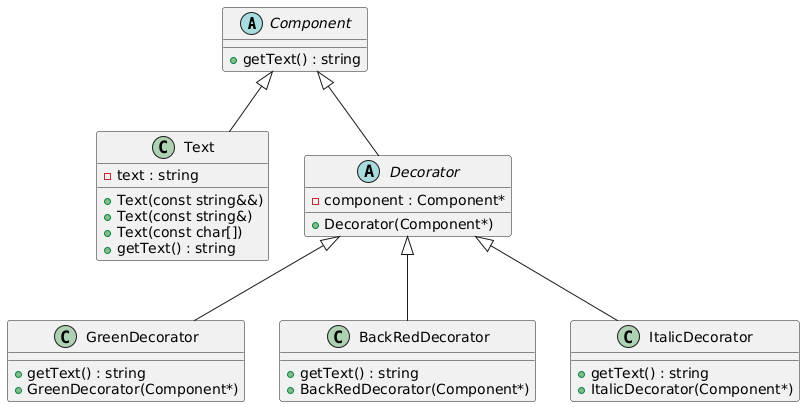 A Component
+ getText() : string
C Text
text : string
Text(const string&&)
Text(const string&)
Text(const char[])
getText() : string
A Decorator
component : Component*
Decorator(Component*)
C GreenDecorator
getText() : string
GreenDecorator(Component*)
C BackRedDecorator
getText() : string
BackRedDecorator(Component*)
C ItalicDecorator
getText() : string
ItalicDecorator(Component*)